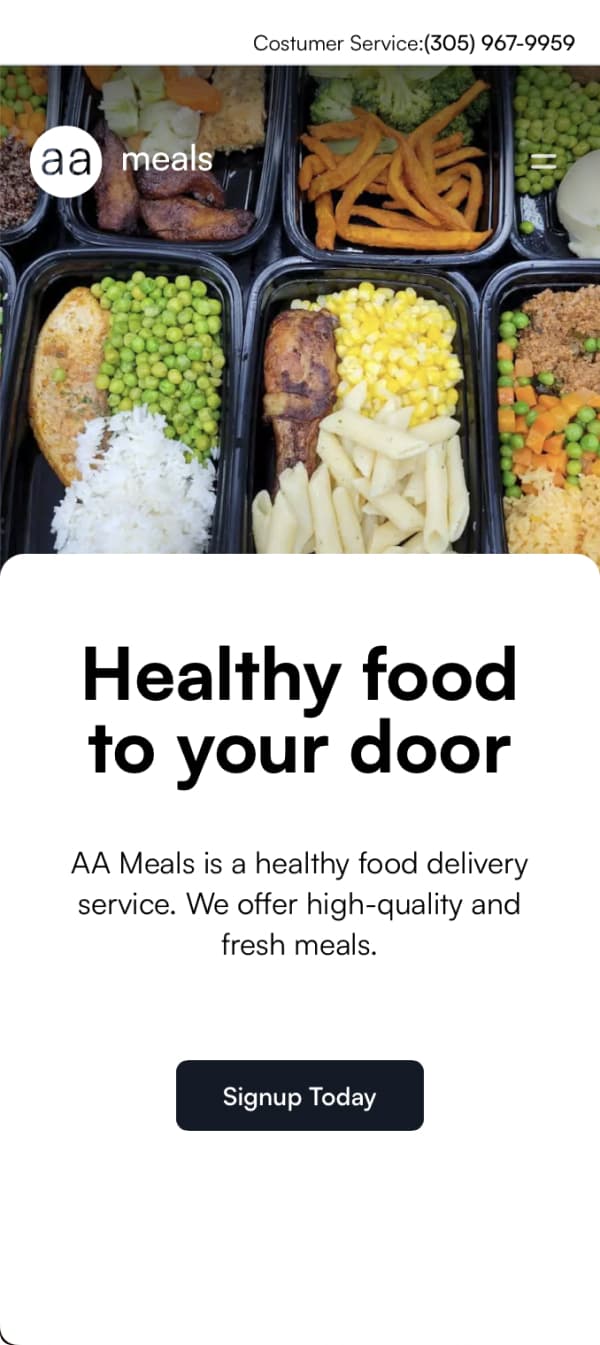 Costumer Service:(305) 967-9959
aa meals
Healthy food
to your door
AA Meals is a healthy food delivery
service. We offer high-quality and
fresh meals.
Signup Today